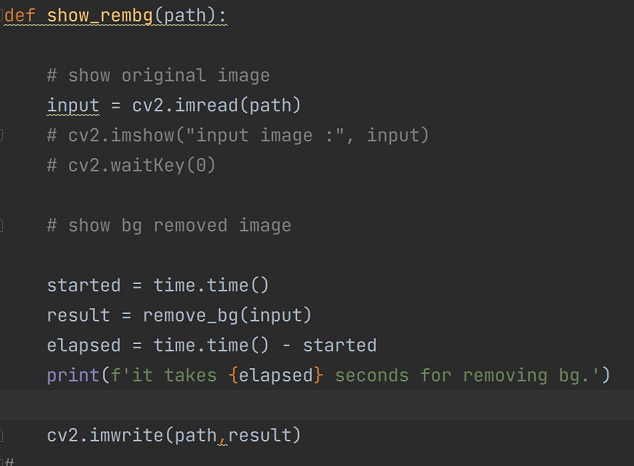 def show_rembg(path):
# show original image
input = cv2.imread(path)
# cv2.imshow("input image :", input)
# cv2.waitKey(0)
# show bg removed image
started = time.time()
result = remove_bg(input)
elapsed = time.time() - started
print(f'it takes {elapsed} seconds for removing bg.')
cv2.imwrite(path,result)
#